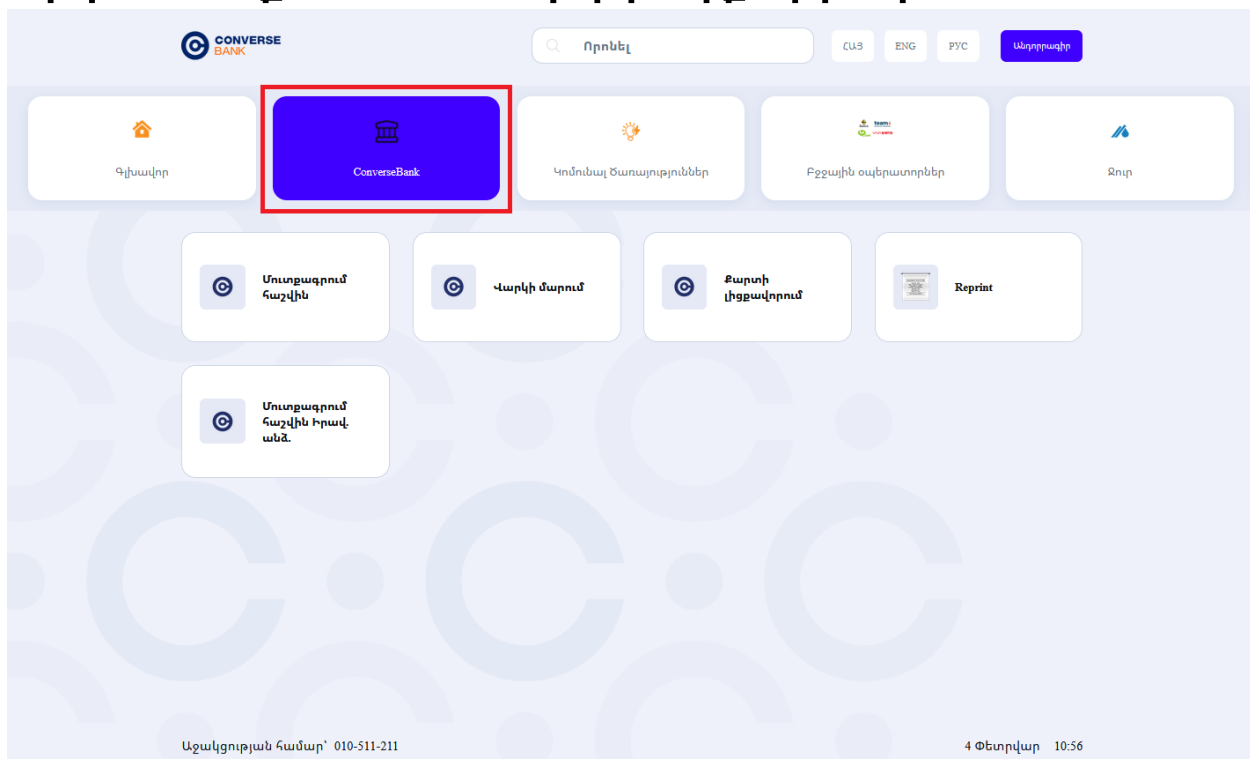 CONVERSE
BANK
Որոնել
ՀԱՅ
ENG
РУС
Անդորրագիր
Գլխավոր
ConverseBank
Կոմունալ Ծառայություններ
Բջջային օպերատորներ
Ջուր
Մուտքագրում
հաշվին
Վարկի մարում
Քարտի
լիցքավորում
Reprint
Մուտքագրում
հաշվին Իրավ.
անձ.
Աջակցության համար՝ 010-511-211
4 Փետրվար 10:56